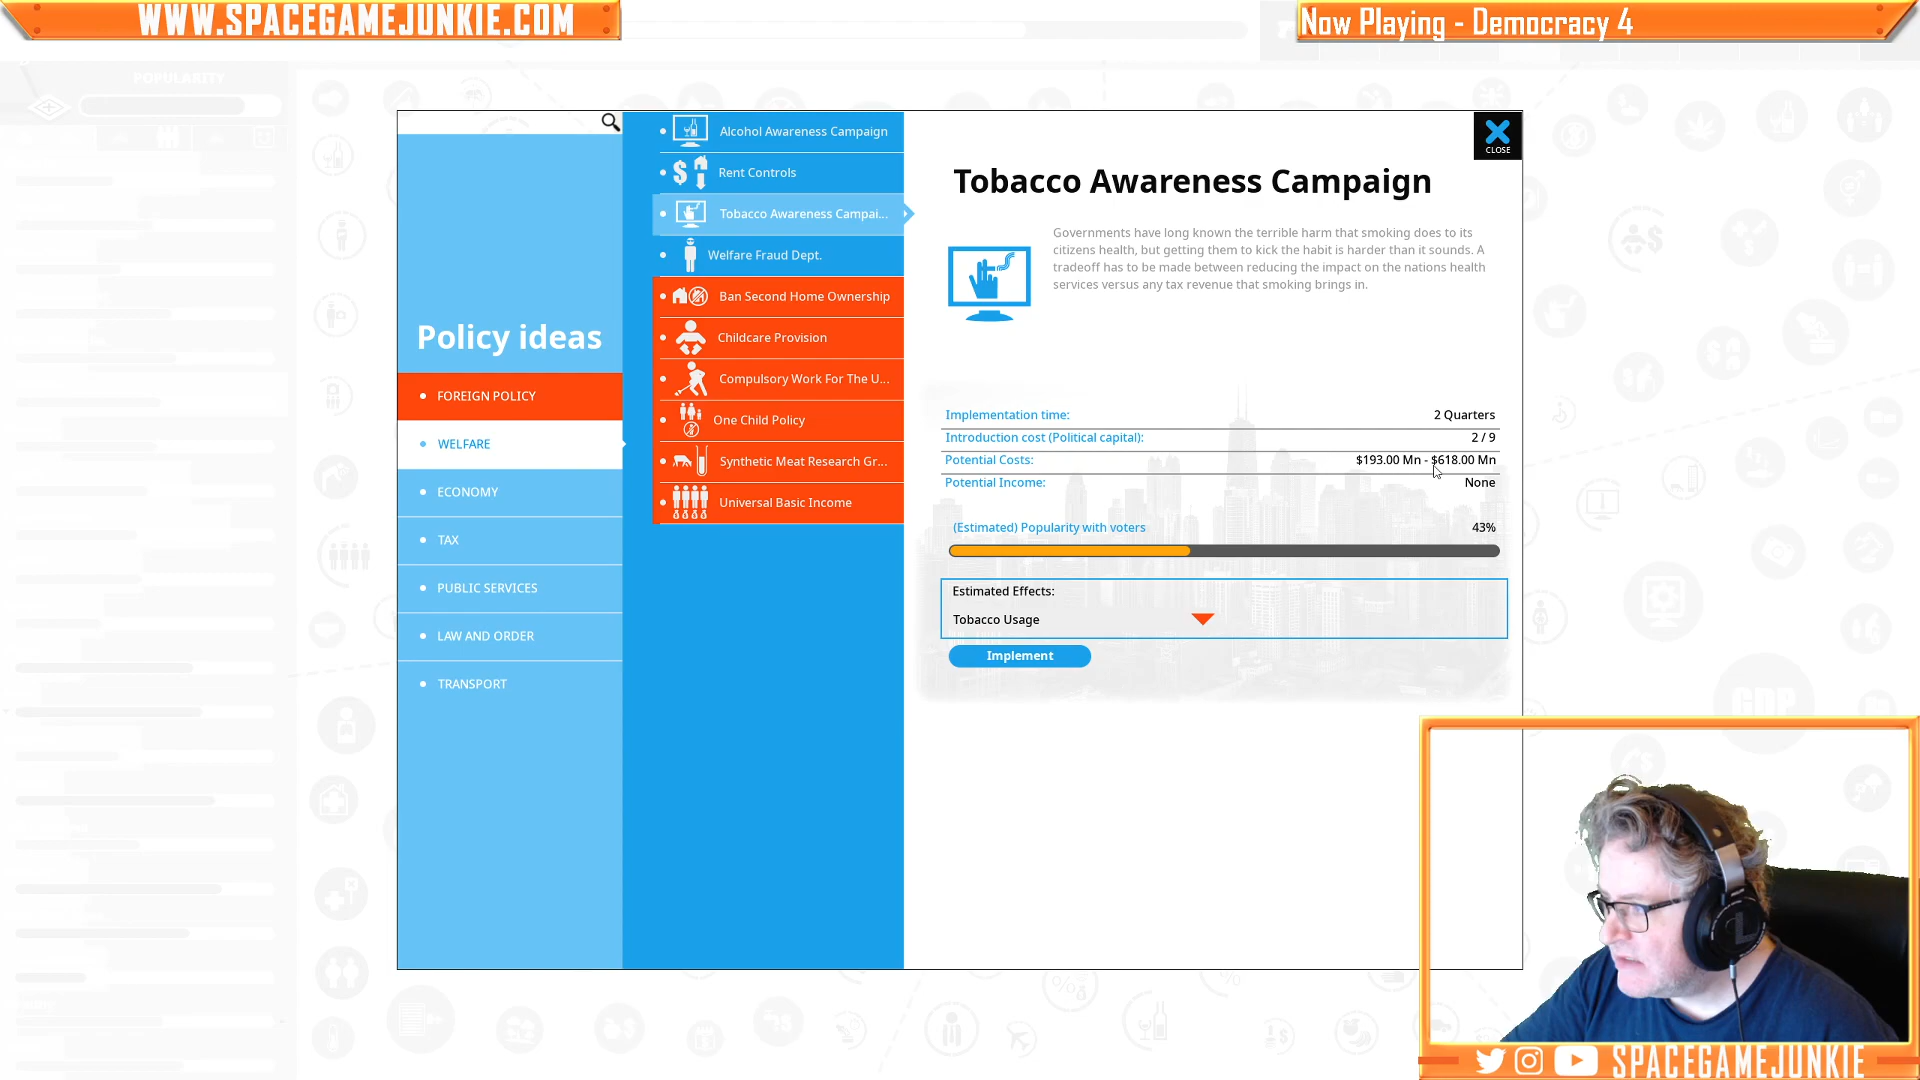 WWW.SPACEGAMEJUNKIE.COM
Now Playing - Democracy 4
POPULARITY
CLOSE
Policy ideas
FOREIGN POLICY
WELFARE
ECONOMY
TAX
PUBLIC SERVICES
LAW AND ORDER
TRANSPORT
Alcohol Awareness Campaign
Rent Controls
Tobacco Awareness Campai...
Welfare Fraud Dept.
Ban Second Home Ownership
Childcare Provision
Compulsory Work For The U...
One Child Policy
Synthetic Meat Research Gr...
Universal Basic Income
Tobacco Awareness Campaign
Governments have long known the terrible harm that smoking does to its
citizens health, but getting them to kick the habit is harder than it sounds. A
tradeoff has to be made between reducing the impact on the nations health
services versus any tax revenue that smoking brings in.
Implementation time: 2 Quarters
Introduction cost (Political capital): 2 / 9
Potential Costs: $193.00 Mn - $618.00 Mn
Potential Income: None
(Estimated) Popularity with voters 43%
Estimated Effects:
Tobacco Usage
Implement
GDP
SPACEGAMEJUNKIE